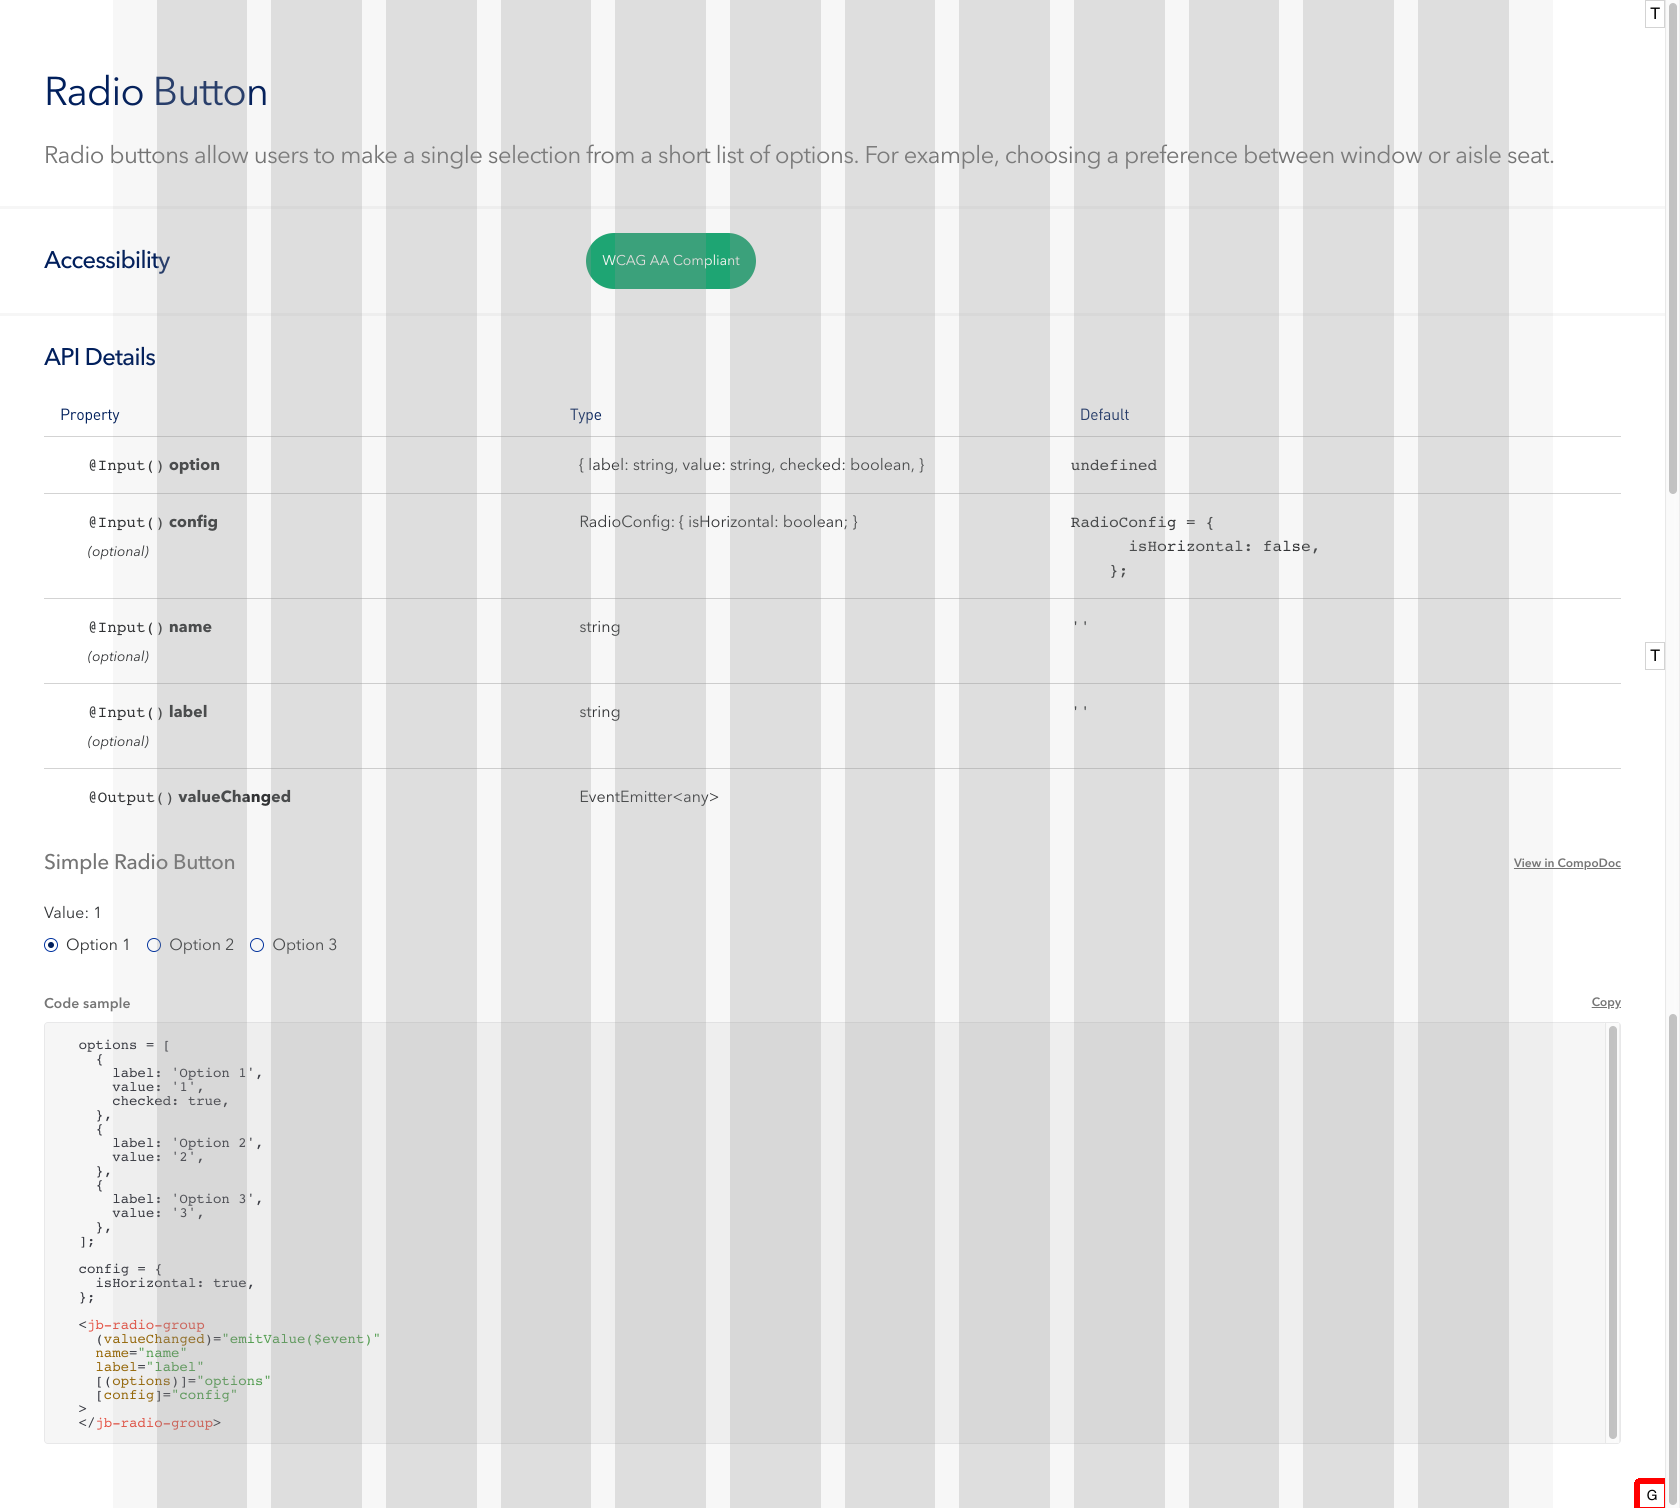 T
Radio Button
Radio buttons allow users to make a single selection from a short list of options. For example, choosing a preference between window or aisle seat.
Accessibility WCAG AA Compliant
API Details
Property Type Default
@Input() option { label: string, value: string, checked: boolean, } undefined
@Input() config RadioConfig: { isHorizontal: boolean; } RadioConfig = {
(optional) isHorizontal: false,
};
@Input() name string ''
(optional)
T
@Input() label string ''
(optional)
@Output() valueChanged EventEmitter<any>
Simple Radio Button View in CompoDoc
Value: 1
Option 1 Option 2 Option 3
Code sample Copy
options = [
{
label: 'Option 1',
value: '1',
checked: true,
},
{
label: 'Option 2',
value: '2',
},
{
label: 'Option 3',
value: '3',
},
];
config = {
isHorizontal: true,
};
<jb-radio-group
(valueChanged)="emitValue($event)"
name="name"
label="label"
[(options)]="options"
[config]="config"
>
</jb-radio-group>
G